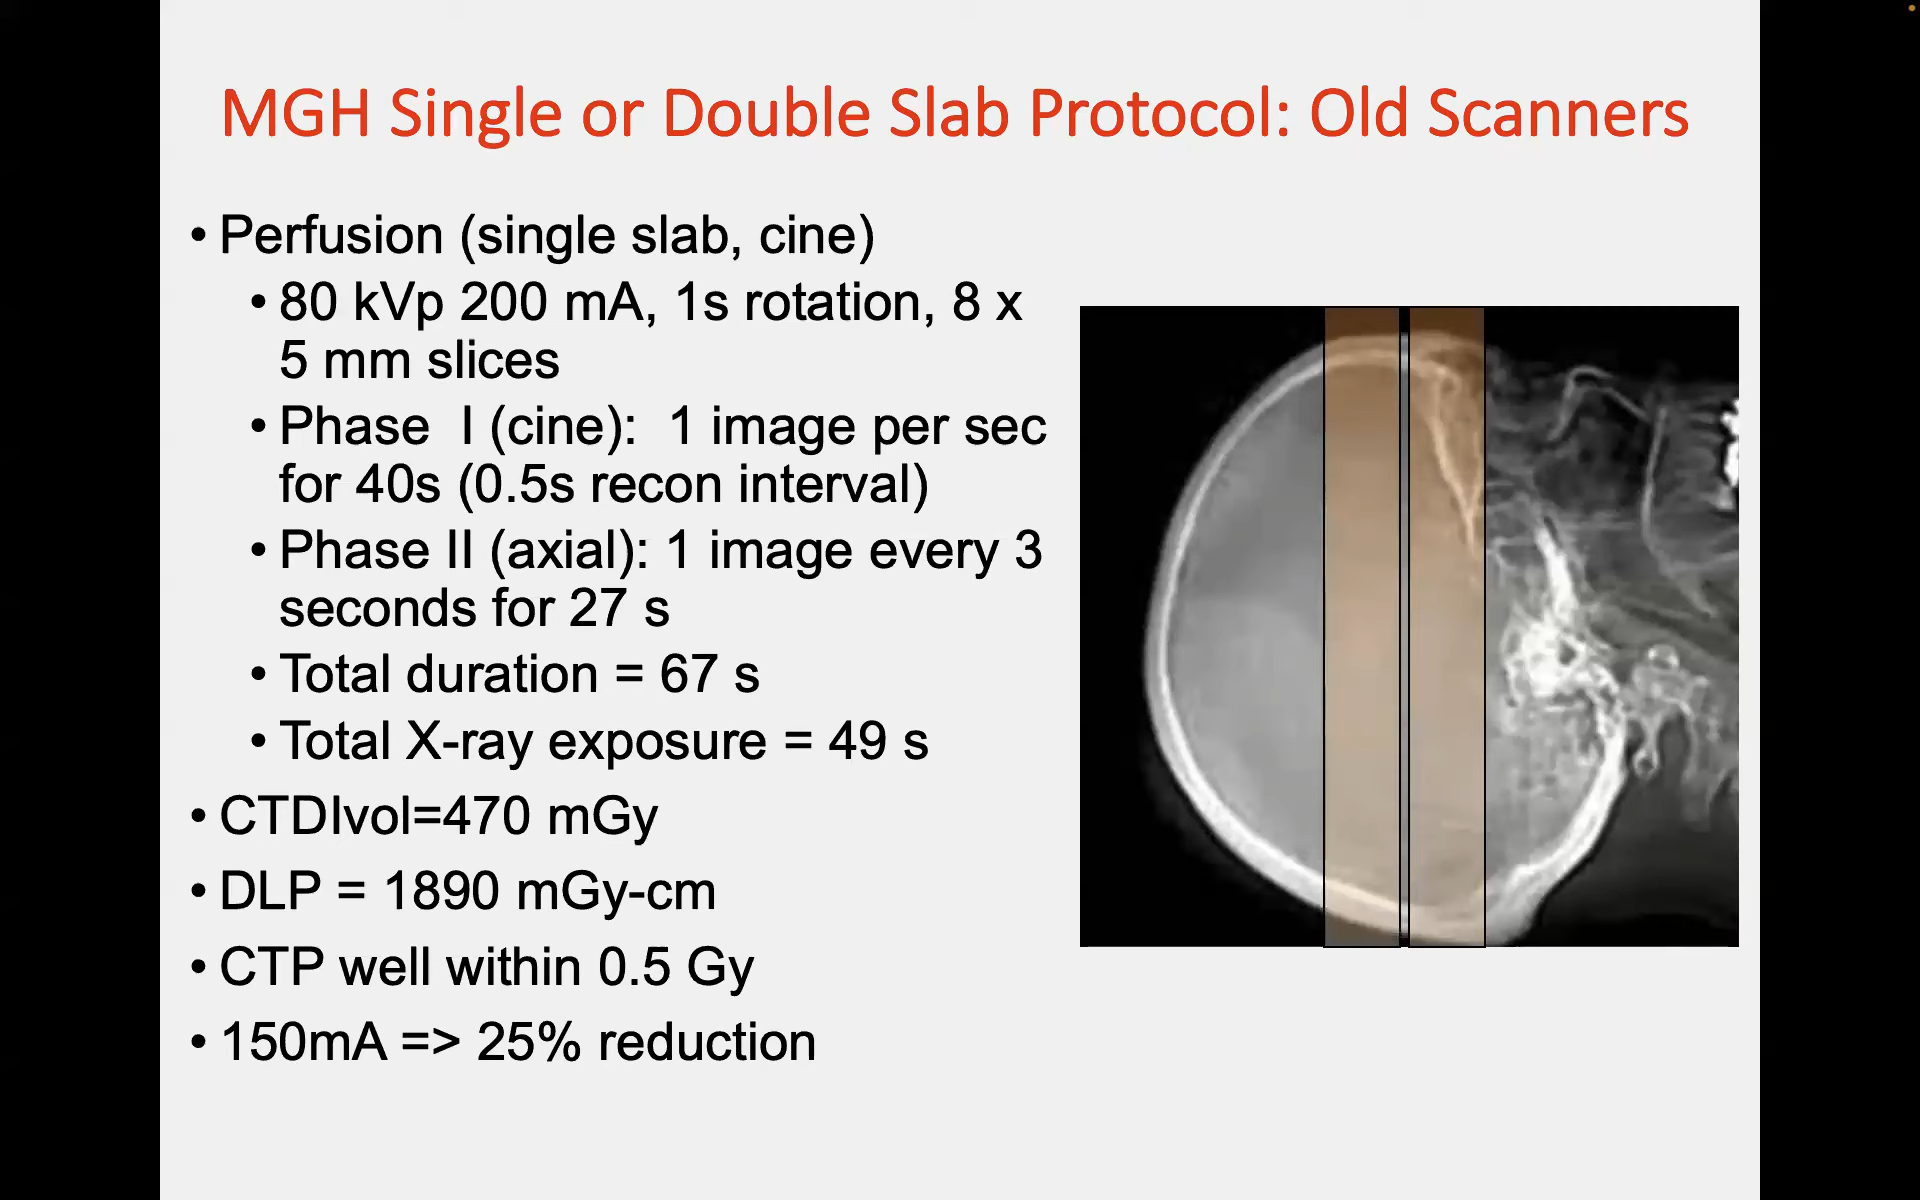 MGH Single or Double Slab Protocol: Old Scanners
• Perfusion (single slab, cine)
• 80 kVp 200 mA, 1s rotation, 8 x
5 mm slices
• Phase  I (cine):  1 image per sec
for 40s (0.5s recon interval)
• Phase II (axial): 1 image every 3
seconds for 27 s
• Total duration = 67 s
• Total X-ray exposure = 49 s
• CTDIvol=470 mGy
• DLP = 1890 mGy-cm
• CTP well within 0.5 Gy
• 150mA => 25% reduction